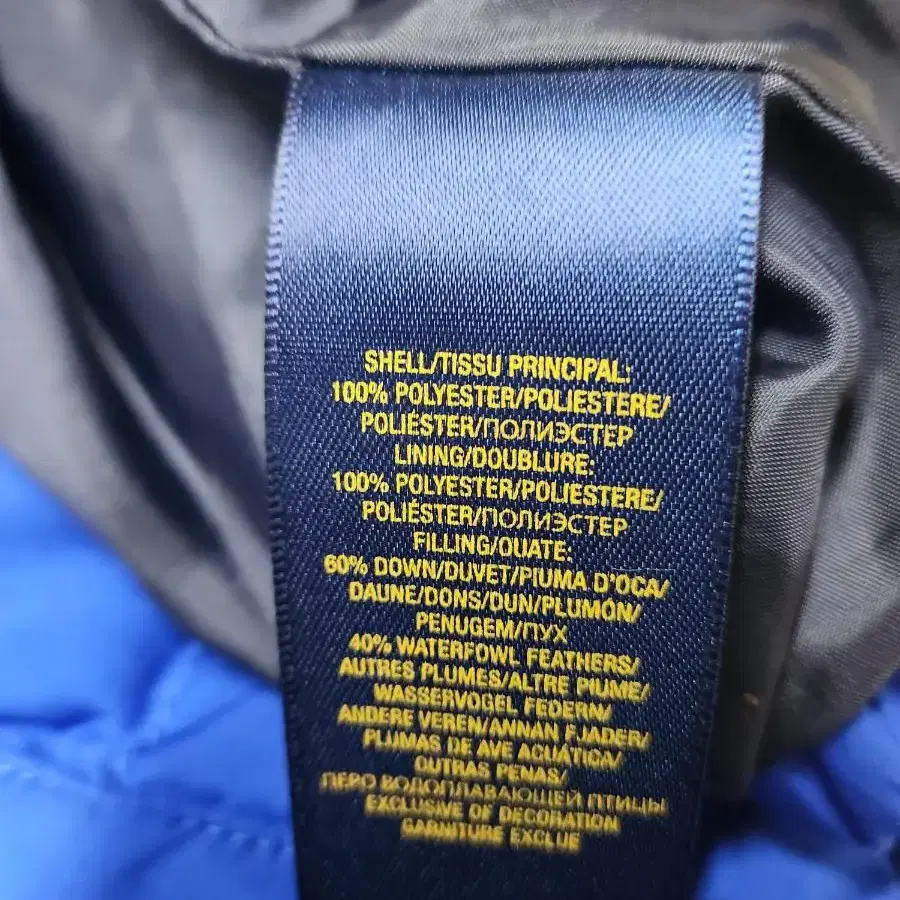 SHELL/TISSU PRINCIPAL:
100% POLYESTER/POLIESTERE/
POLIÉSTER/ПОЛИЭСТЕР
LINING/DOUBLURE:
100% POLYESTER/POLIESTERE/
POLIÉSTER/ПОЛИЭСТЕР
FILLING/OUATE:
60% DOWN/DUVET/PIUMA D'OCA/
DAUNE/DONS/DUN/PLUMÓN/
PENUGEM/ПУХ
40% WATERFOWL FEATHERS/
AUTRES PLUMES/ALTRE PIUME/
WASSERVOGEL FEDERN/
ANDERE VEREN/ANNAN FJADER/
PLUMAS DE AVE ACUÁTICA/
OUTRAS PENAS/
ПЕРО ВОДОПЛАВАЮЩЕЙ ПТИЦЫ
EXCLUSIVE OF DECORATION
GARNITURE EXCLUE